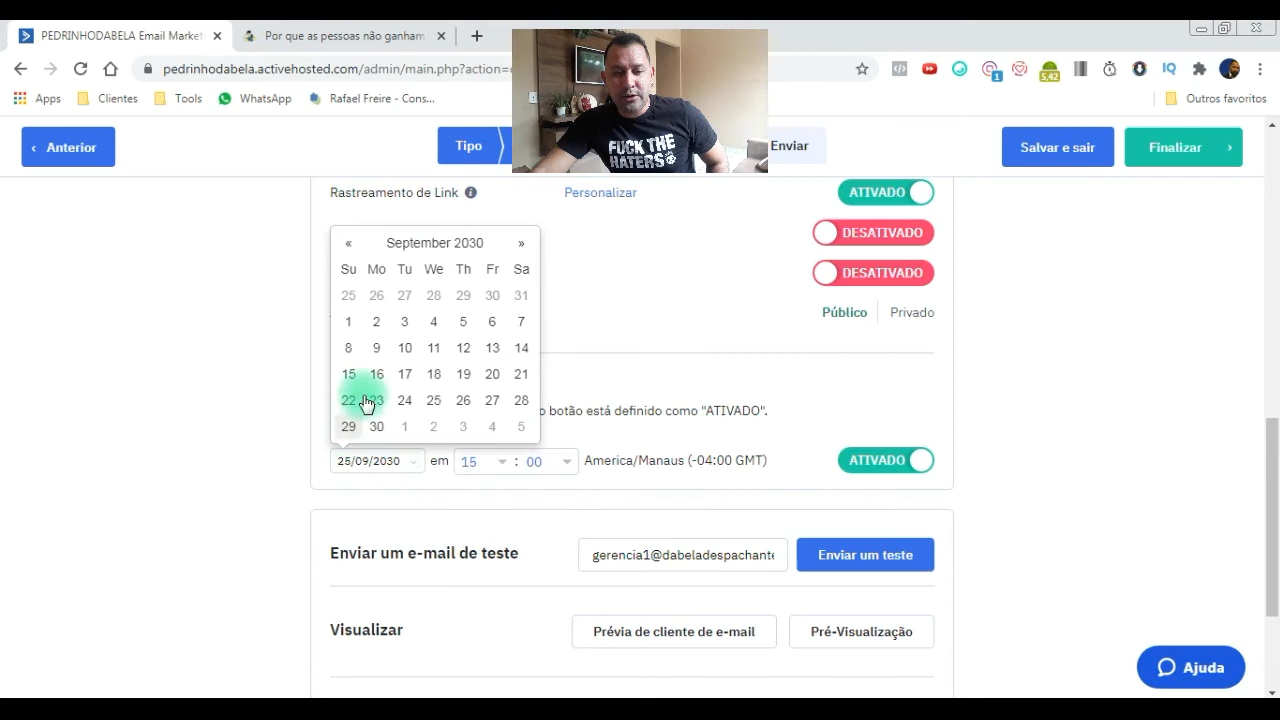 PEDRINHODABELA Email Market
Por que as pessoas não ganham
pedrinhodabela.activehosted.com/admin/main.php?action=
1
5,42
IQ
Apps
Clientes
Tools
WhatsApp
Rafael Freire - Cons...
Outros favoritos
Anterior
Tipo
FUCK THE
HATERS
Enviar
Salvar e sair
Finalizar
Rastreamento de Link
Personalizar
ATIVADO
DESATIVADO
DESATIVADO
Público
Privado
« September 2030 »
Su Mo Tu We Th Fr Sa
25 26 27 28 29 30 31
1 2 3 4 5 6 7
8 9 10 11 12 13 14
15 16 17 18 19 20 21
22 23 24 25 26 27 28
29 30 1 2 3 4 5
o botão está definido como "ATIVADO".
25/09/2030 em 15 : 00 America/Manaus (-04:00 GMT)
ATIVADO
Enviar um e-mail de teste
gerencia1@dabeladespachante
Enviar um teste
Visualizar
Prévia de cliente de e-mail
Pré-Visualização
Ajuda